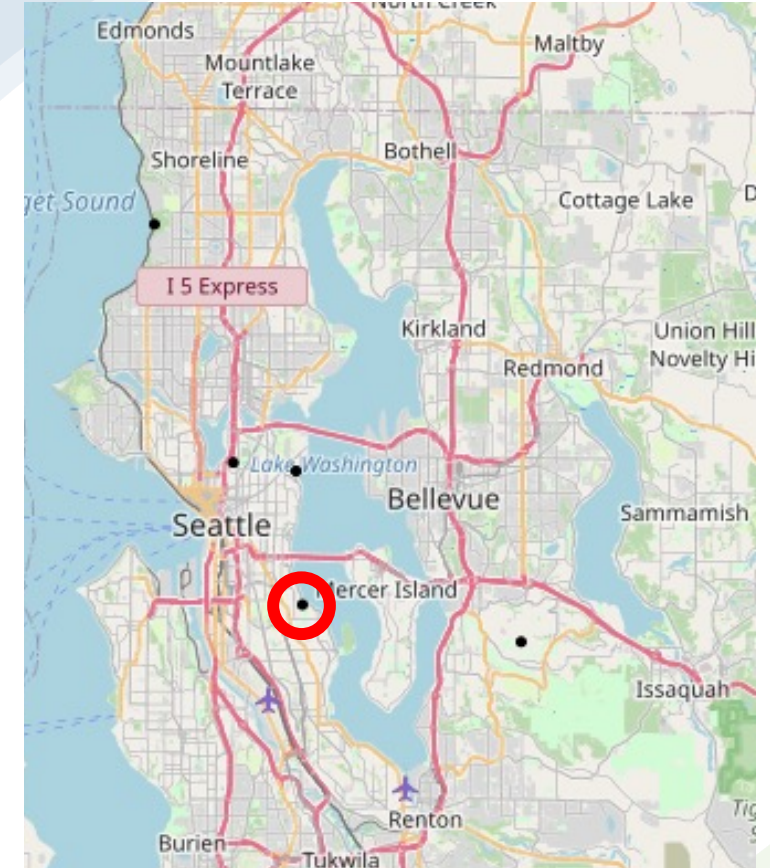 North Creek
Edmonds
Maltby
Mountlake
Terrace
Bothell
Shoreline
Cottage Lake
get Sound
D
I 5 Express
Kirkland
Union Hill
Novelty Hi
Redmond
Lake Washington
Bellevue
Sammamish
Seattle
Mercer Island
Issaquah
Renton
Tig
S
Burien
Tukwila